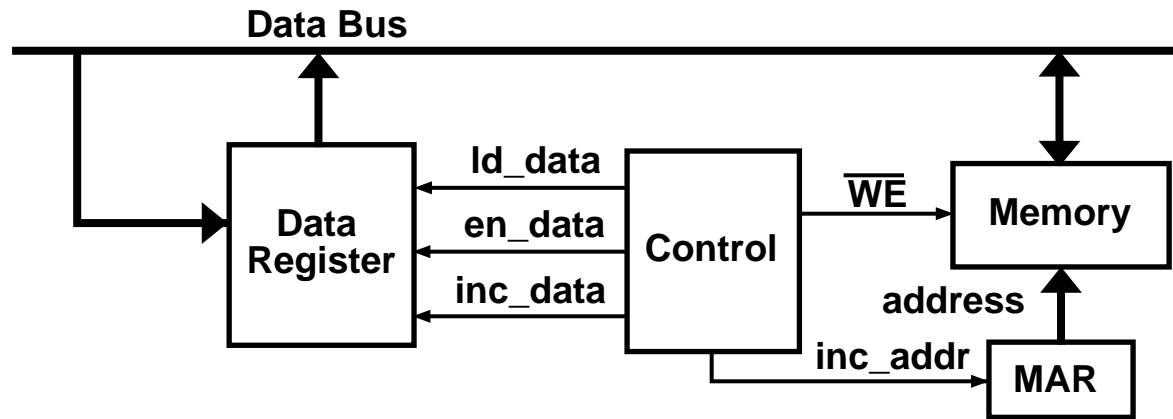 Data Bus
ld_data
en_data
inc_data
Data
Register
Control
WE
Memory
address
inc_addr
MAR